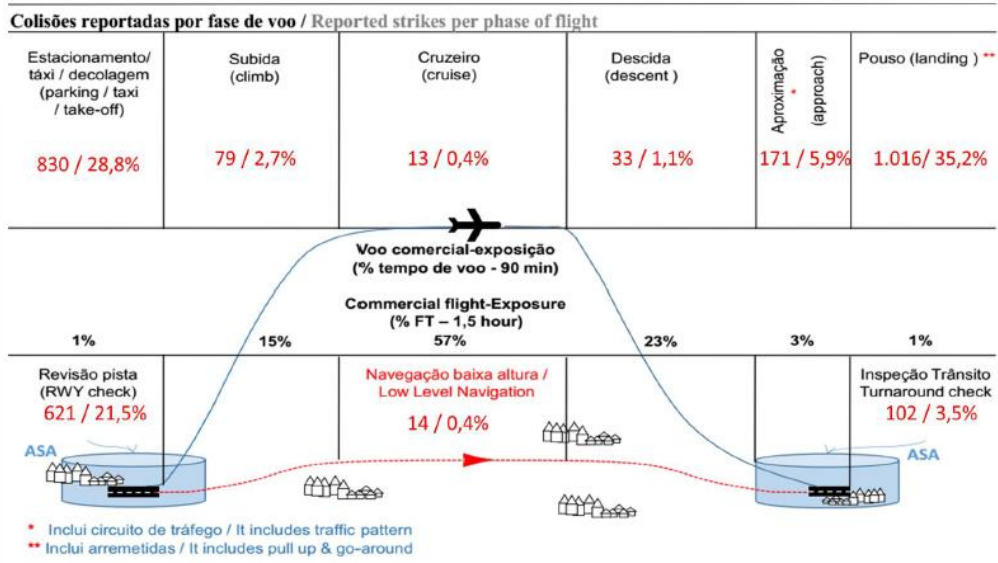 Colisões reportadas por fase de voo / Reported strikes per phase of flight
Estacionamento/
táxi / decolagem
(parking / taxi
/ take-off)
830 / 28,8%
Subida
(climb)
79 / 2,7%
Cruzeiro
(cruise)
13 / 0,4%
Descida
(descent )
33 / 1,1%
Aproximação *
(approach)
171 / 5,9%
Pouso (landing ) **
1.016/ 35,2%
Voo comercial-exposição
(% tempo de voo - 90 min)
Commercial flight-Exposure
(% FT – 1,5 hour)
1%
15%
57%
23%
3%
1%
Revisão pista
(RWY check)
621 / 21,5%
Navegação baixa altura /
Low Level Navigation
14 / 0,4%
Inspeção Trânsito
Turnaround check
102 / 3,5%
ASA
ASA
* Inclui circuito de tráfego / It includes traffic pattern
** Inclui arremetidas / It includes pull up & go-around